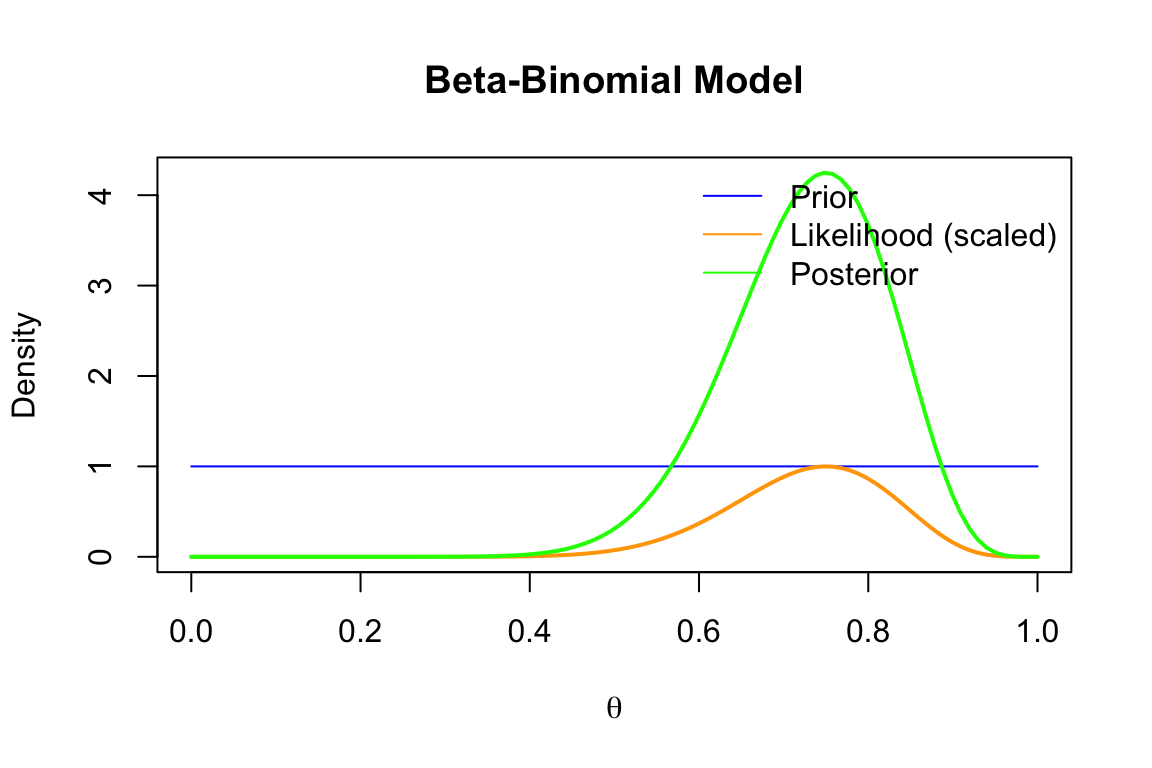 Beta-Binomial Model
Density
4
3
2
1
0
Prior
Likelihood (scaled)
Posterior
0.0 0.2 0.4 0.6 0.8 1.0
θ